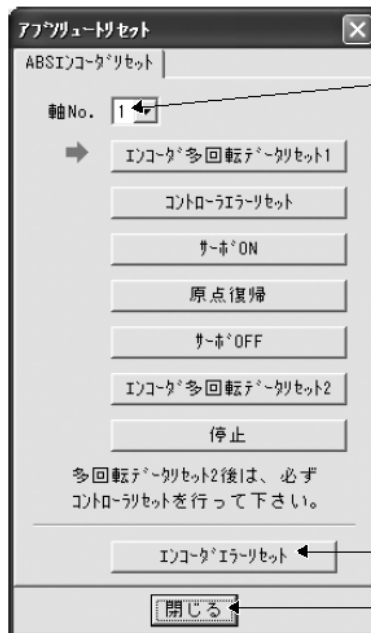 アブソリュートリセット
ABSエンコーダリセット
軸No. 1
エンコーダ多回転データリセット1
コントローラエラーリセット
サーボON
原点復帰
サーボOFF
エンコーダ多回転データリセット2
停止
多回転データリセット2後は、必ず
コントローラリセットを行って下さい。
エンコーダエラーリセット
閉じる